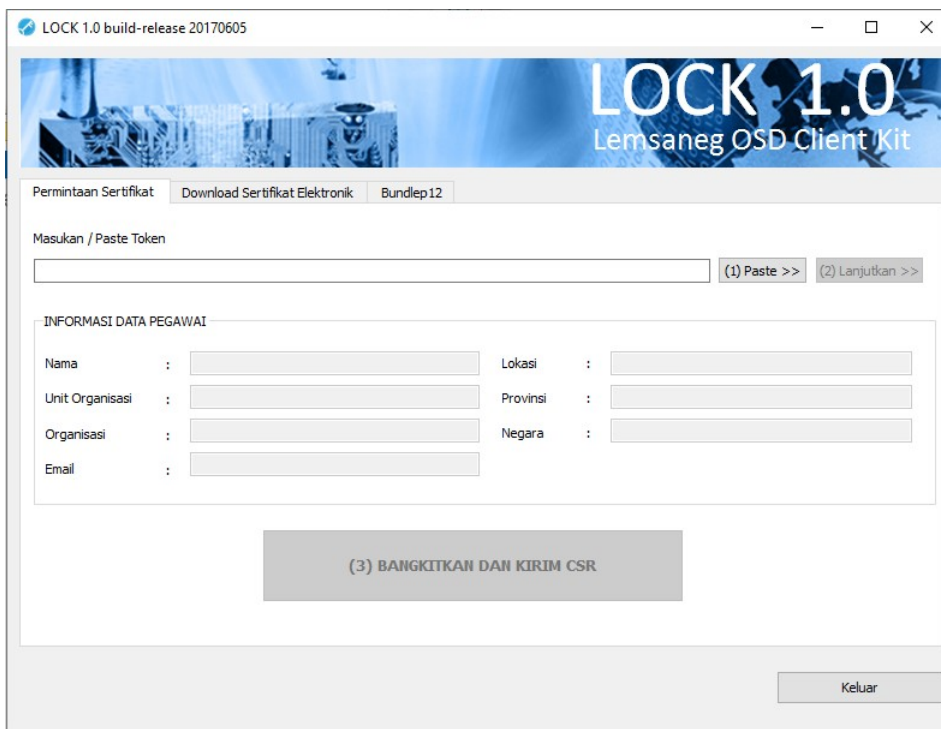 LOCK 1.0 build-release 20170605
LOCK 1.0
Lemsaneg OSD Client Kit
Permintaan Sertifikat Download Sertifikat Elektronik Bundlep12
Masukan / Paste Token
(1) Paste >> (2) Lanjutkan >>
INFORMASI DATA PEGAWAI
Nama : Lokasi :
Unit Organisasi : Provinsi :
Organisasi : Negara :
Email :
(3) BANGKITKAN DAN KIRIM CSR
Keluar